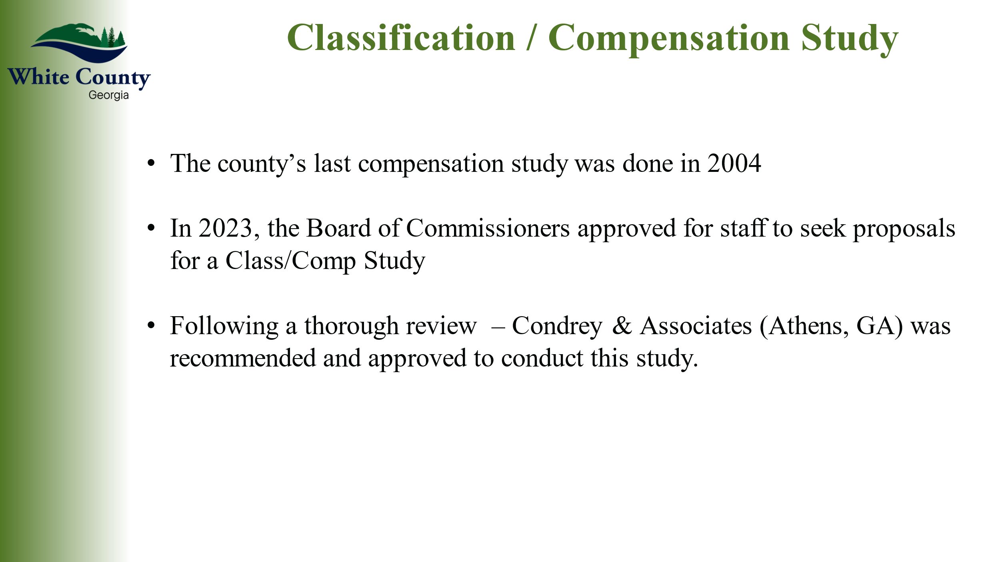 Classification / Compensation Study
White County
Georgia
• The county’s last compensation study was done in 2004
• In 2023, the Board of Commissioners approved for staff to seek proposals
for a Class/Comp Study
• Following a thorough review  – Condrey & Associates (Athens, GA) was
recommended and approved to conduct this study.